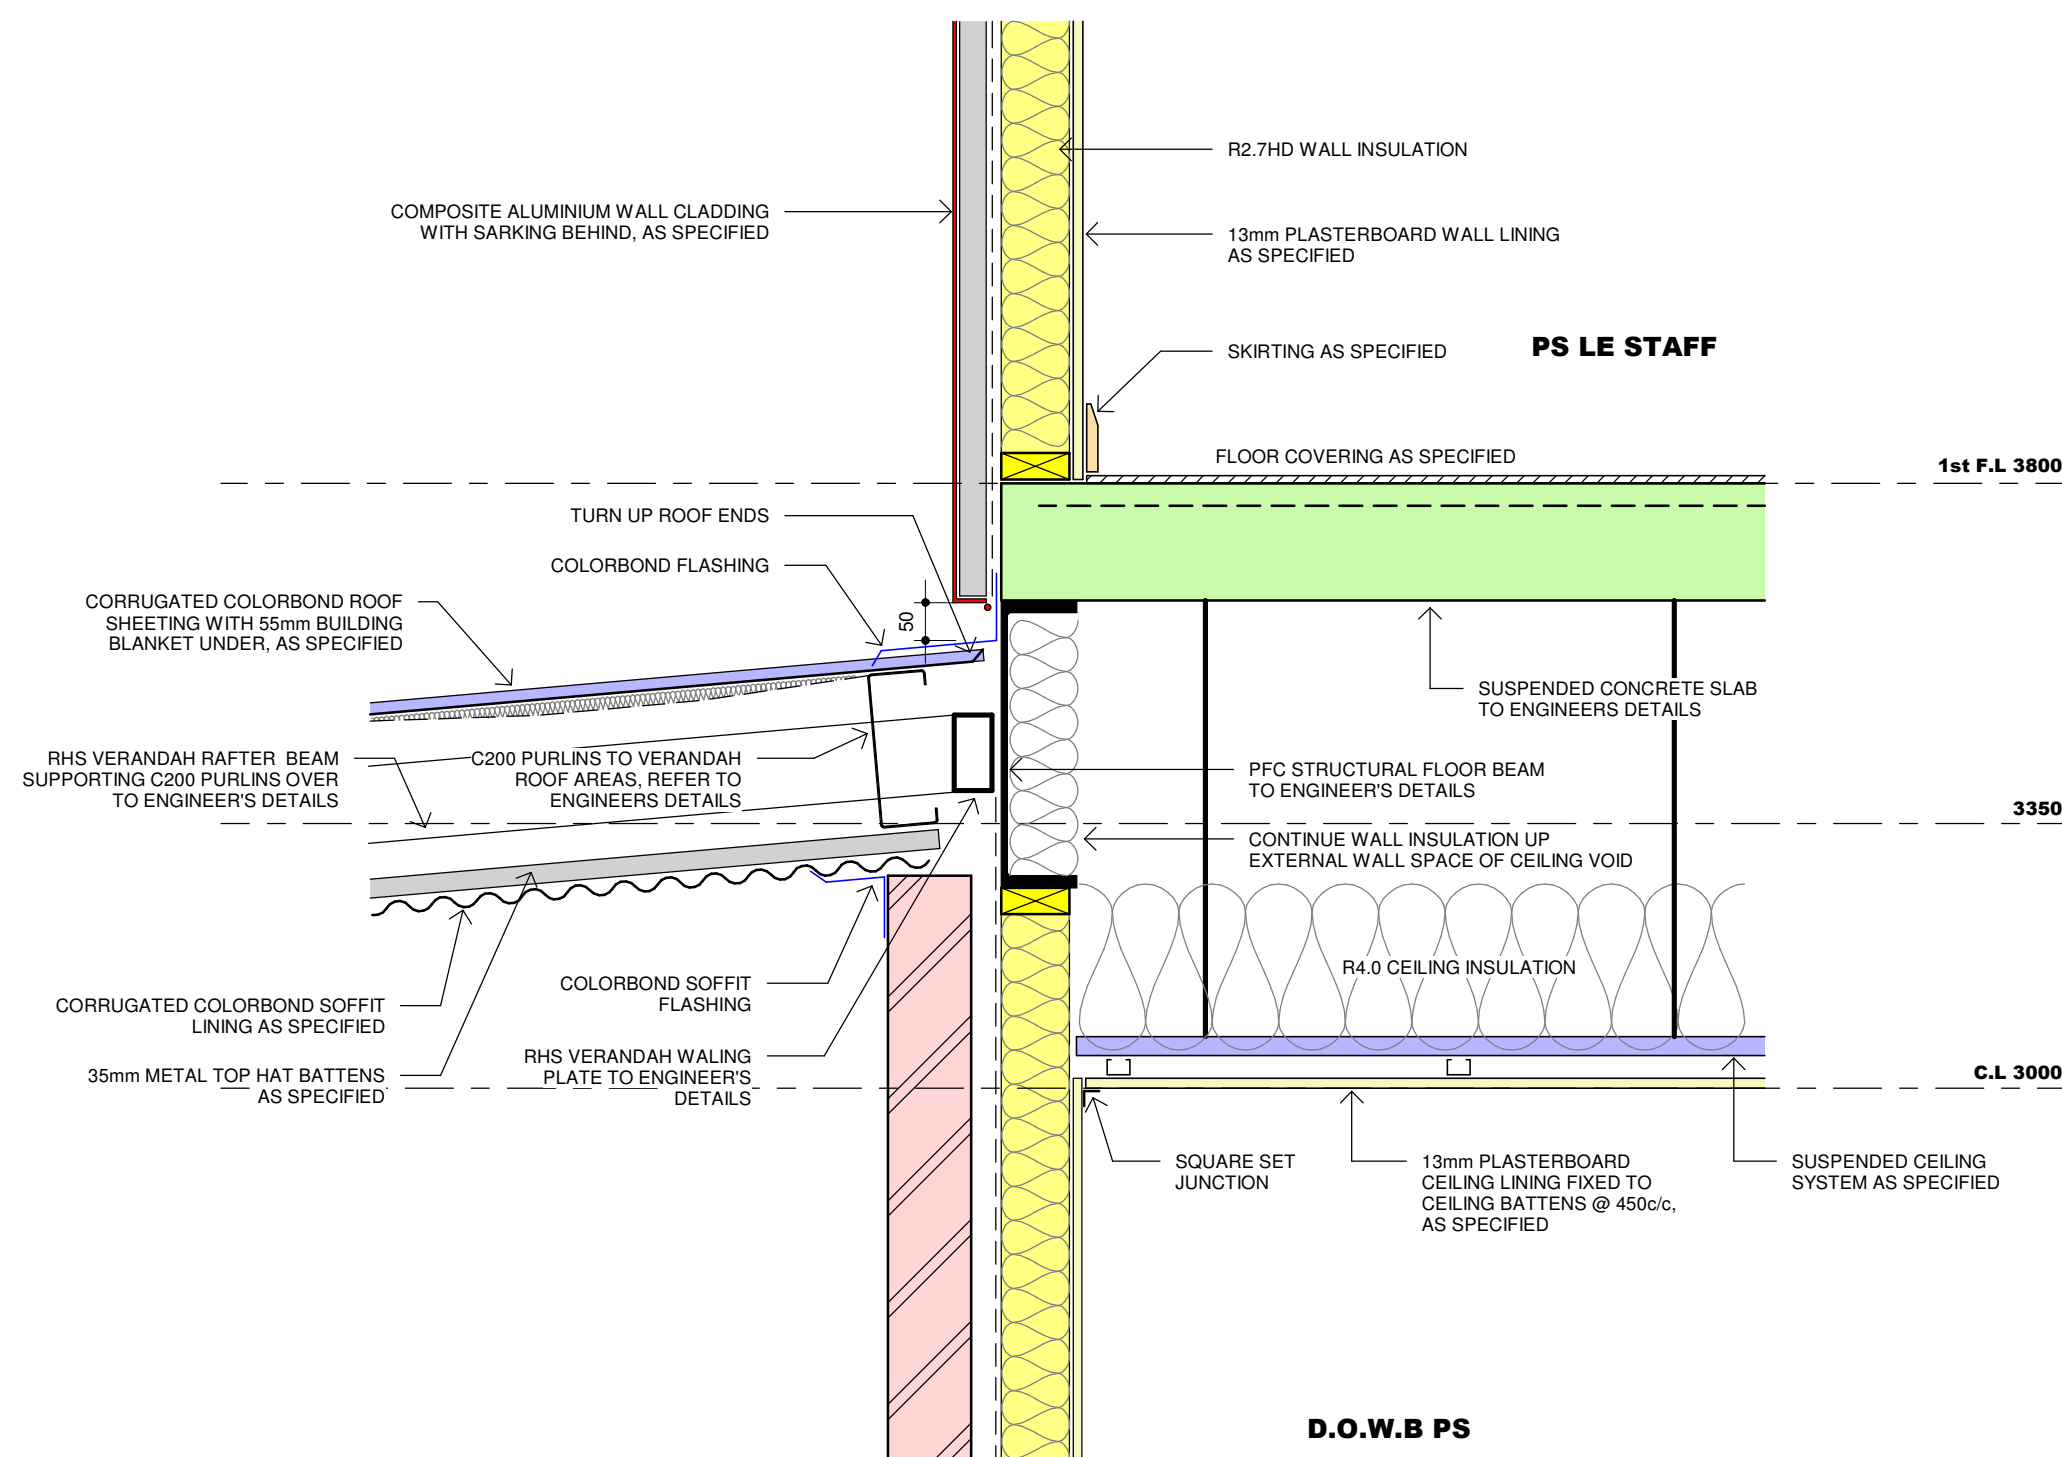 R2.7HD WALL INSULATION
COMPOSITE ALUMINIUM WALL CLADDING
WITH SARKING BEHIND, AS SPECIFIED
13mm PLASTERBOARD WALL LINING
AS SPECIFIED
PS LE STAFF
SKIRTING AS SPECIFIED
FLOOR COVERING AS SPECIFIED
1st F.L 3800
TURN UP ROOF ENDS
COLORBOND FLASHING
CORRUGATED COLORBOND ROOF
SHEETING WITH 55mm BUILDING
BLANKET UNDER, AS SPECIFIED
50
SUSPENDED CONCRETE SLAB
TO ENGINEERS DETAILS
RHS VERANDAH RAFTER BEAM
SUPPORTING C200 PURLINS OVER
TO ENGINEER'S DETAILS
C200 PURLINS TO VERANDAH
ROOF AREAS, REFER TO
ENGINEERS DETAILS
PFC STRUCTURAL FLOOR BEAM
TO ENGINEER'S DETAILS
3350
CONTINUE WALL INSULATION UP
EXTERNAL WALL SPACE OF CEILING VOID
R4.0 CEILING INSULATION
COLORBOND SOFFIT
FLASHING
CORRUGATED COLORBOND SOFFIT
LINING AS SPECIFIED
RHS VERANDAH WALING
PLATE TO ENGINEER'S
DETAILS
35mm METAL TOP HAT BATTENS
AS SPECIFIED
C.L 3000
SQUARE SET
JUNCTION
13mm PLASTERBOARD
CEILING LINING FIXED TO
CEILING BATTENS @ 450c/c,
AS SPECIFIED
SUSPENDED CEILING
SYSTEM AS SPECIFIED
D.O.W.B PS